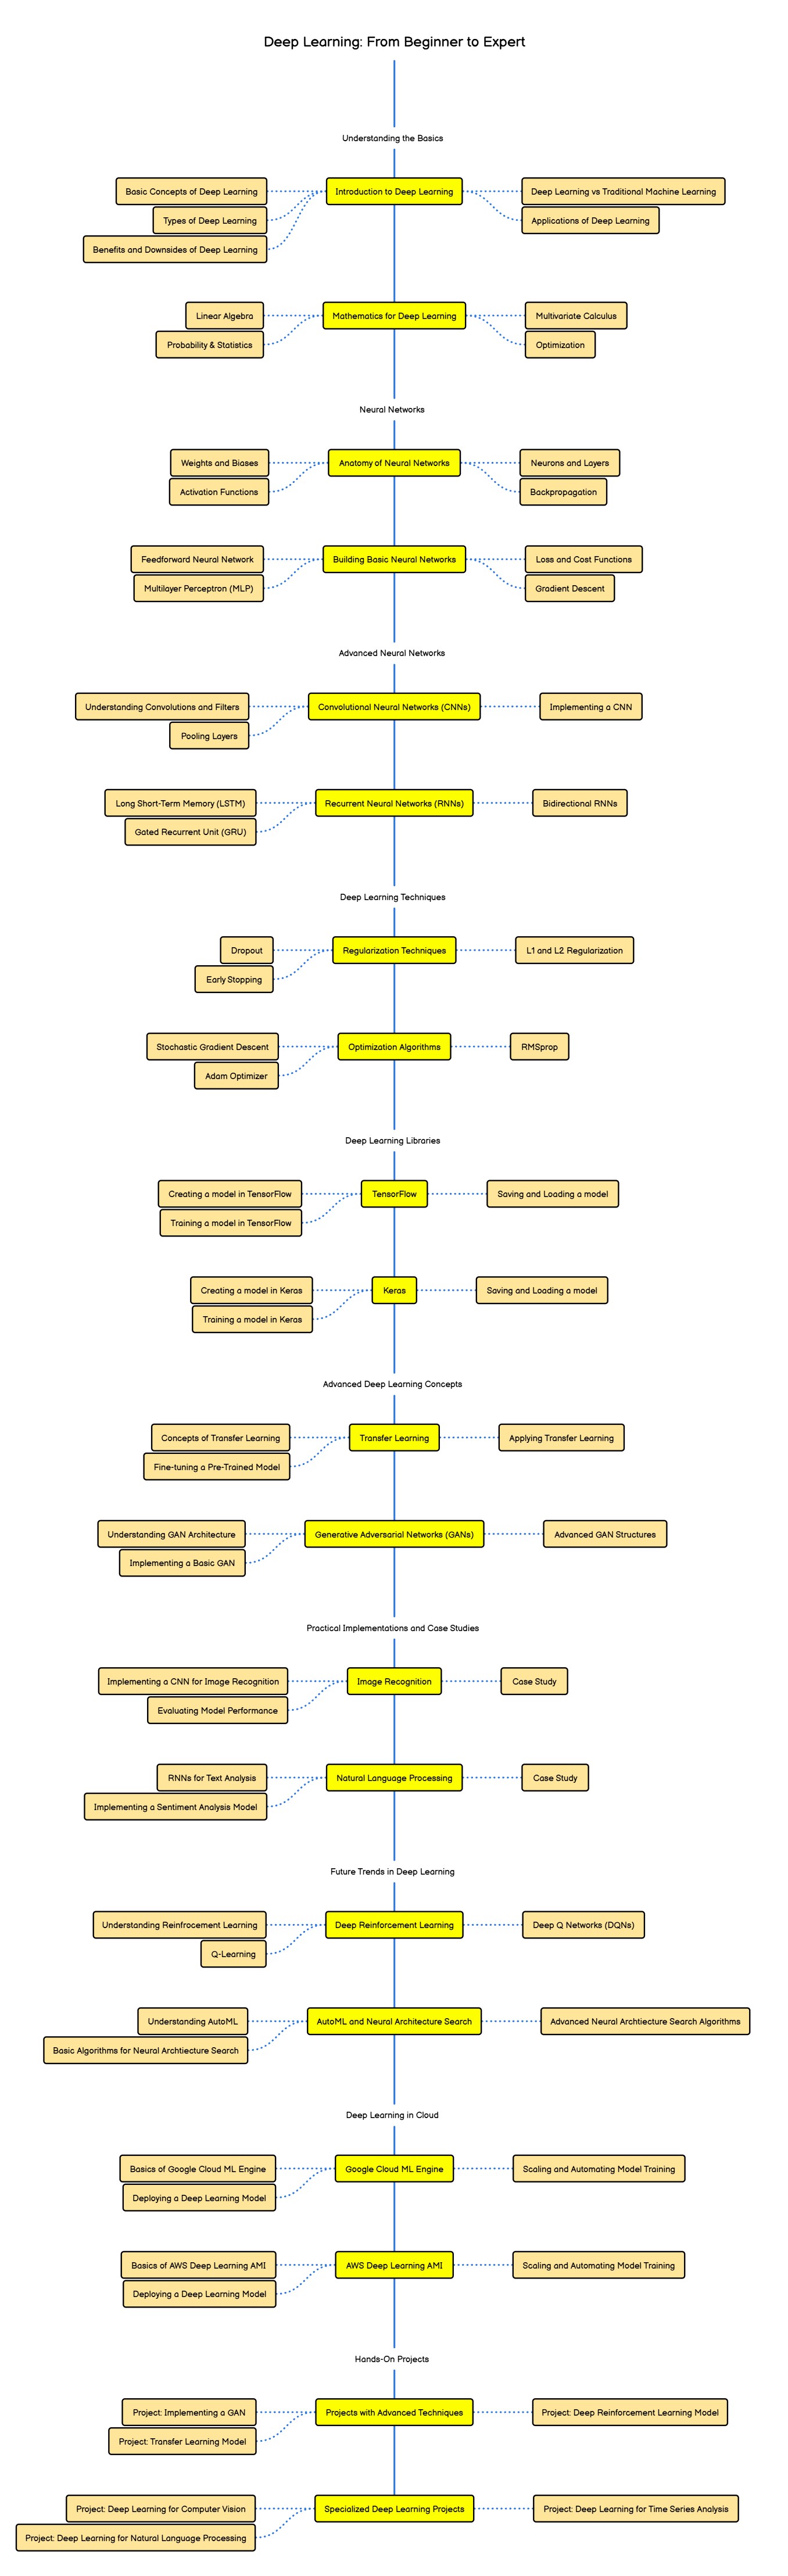 Deep Learning: From Beginner to Expert
Understanding the Basics
Basic Concepts of Deep Learning
Introduction to Deep Learning
Deep Learning vs Traditional Machine Learning
Types of Deep Learning
Applications of Deep Learning
Benefits and Downsides of Deep Learning
Linear Algebra
Mathematics for Deep Learning
Multivariate Calculus
Probability & Statistics
Optimization
Neural Networks
Weights and Biases
Anatomy of Neural Networks
Neurons and Layers
Activation Functions
Backpropagation
Feedforward Neural Network
Building Basic Neural Networks
Loss and Cost Functions
Multilayer Perceptron (MLP)
Gradient Descent
Advanced Neural Networks
Understanding Convolutions and Filters
Convolutional Neural Networks (CNNs)
Implementing a CNN
Pooling Layers
Long Short-Term Memory (LSTM)
Recurrent Neural Networks (RNNs)
Bidirectional RNNs
Gated Recurrent Unit (GRU)
Deep Learning Techniques
Dropout
Regularization Techniques
L1 and L2 Regularization
Early Stopping
Stochastic Gradient Descent
Optimization Algorithms
RMSprop
Adam Optimizer
Deep Learning Libraries
Creating a model in TensorFlow
TensorFlow
Saving and Loading a model
Training a model in TensorFlow
Creating a model in Keras
Keras
Saving and Loading a model
Training a model in Keras
Advanced Deep Learning Concepts
Concepts of Transfer Learning
Transfer Learning
Applying Transfer Learning
Fine-tuning a Pre-Trained Model
Understanding GAN Architecture
Generative Adversarial Networks (GANs)
Advanced GAN Structures
Implementing a Basic GAN
Practical Implementations and Case Studies
Implementing a CNN for Image Recognition
Image Recognition
Case Study
Evaluating Model Performance
RNNs for Text Analysis
Natural Language Processing
Case Study
Implementing a Sentiment Analysis Model
Future Trends in Deep Learning
Understanding Reinfrocement Learning
Deep Reinforcement Learning
Deep Q Networks (DQNs)
Q-Learning
Understanding AutoML
AutoML and Neural Architecture Search
Advanced Neural Archtiecture Search Algorithms
Basic Algorithms for Neural Archtiecture Search
Deep Learning in Cloud
Basics of Google Cloud ML Engine
Google Cloud ML Engine
Scaling and Automating Model Training
Deploying a Deep Learning Model
Basics of AWS Deep Learning AMI
AWS Deep Learning AMI
Scaling and Automating Model Training
Deploying a Deep Learning Model
Hands-On Projects
Project: Implementing a GAN
Projects with Advanced Techniques
Project: Deep Reinforcement Learning Model
Project: Transfer Learning Model
Project: Deep Learning for Computer Vision
Specialized Deep Learning Projects
Project: Deep Learning for Time Series Analysis
Project: Deep Learning for Natural Language Processing